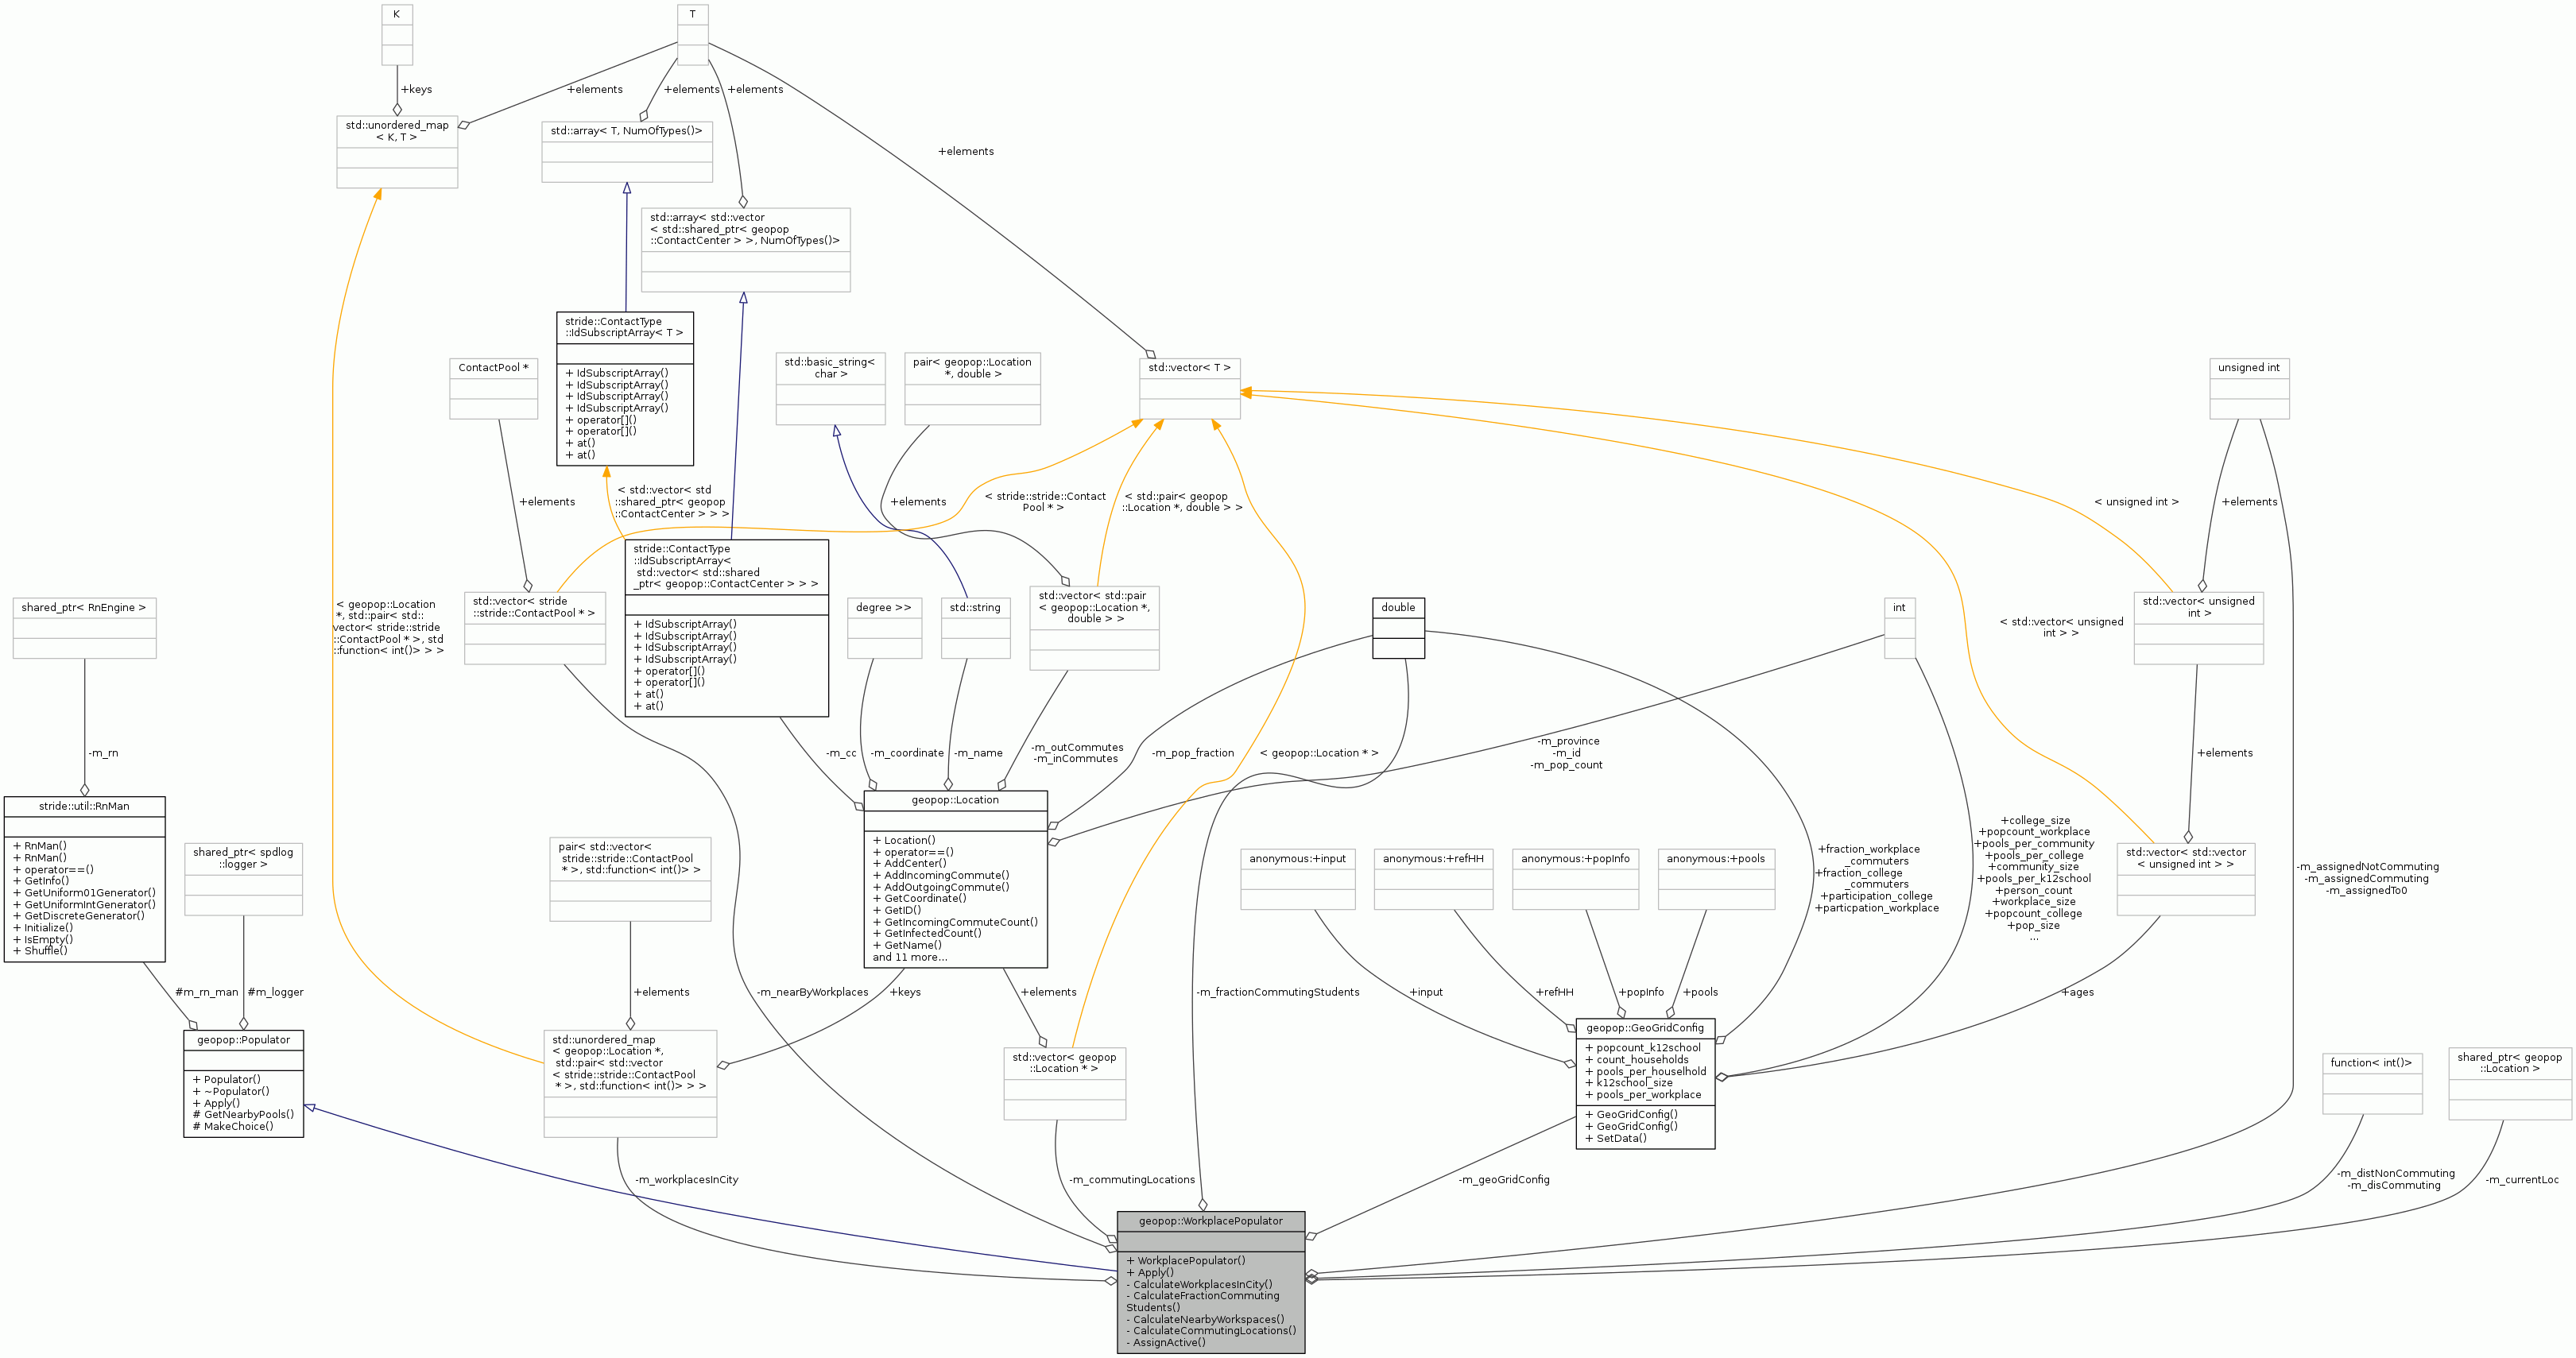 K
T
+keys
+elements
+elements
+elements
std::unordered_map
< K, T >
std::array< T, NumOfTypes()>
+elements
std::array< std::vector
< std::shared_ptr< geopop
::ContactCenter > >, NumOfTypes()>
stride::ContactType
::IdSubscriptArray< T >
+ IdSubscriptArray()
+ IdSubscriptArray()
+ IdSubscriptArray()
+ IdSubscriptArray()
+ operator[]()
+ operator[]()
+ at()
+ at()
ContactPool *
std::basic_string<
char >
pair< geopop::Location
*, double >
std::vector< T >
unsigned int
+elements
< std::vector< std
::shared_ptr< geopop
::ContactCenter > > >
+elements
< stride::stride::Contact
Pool * >
< std::pair< geopop
::Location *, double > >
< unsigned int >
+elements
stride::ContactType
::IdSubscriptArray<
std::vector< std::shared
_ptr< geopop::ContactCenter > > >
+ IdSubscriptArray()
+ IdSubscriptArray()
+ IdSubscriptArray()
+ IdSubscriptArray()
+ operator[]()
+ operator[]()
+ at()
+ at()
shared_ptr< RnEngine >
< geopop::Location
*, std::pair< std::
vector< stride::stride
::ContactPool * >, std
::function< int()> > >
std::vector< stride
::stride::ContactPool * >
degree >>
std::string
std::vector< std::pair
< geopop::Location *,
double > >
double
int
< std::vector< unsigned
int > >
std::vector< unsigned
int >
-m_rn
-m_cc
-m_coordinate
-m_name
-m_outCommutes
-m_inCommutes
-m_pop_fraction
< geopop::Location * >
-m_province
-m_id
-m_pop_count
+elements
stride::util::RnMan
+ RnMan()
+ RnMan()
+ operator==()
+ GetInfo()
+ GetUniform01Generator()
+ GetUniformIntGenerator()
+ GetDiscreteGenerator()
+ Initialize()
+ IsEmpty()
+ Shuffle()
shared_ptr< spdlog
::logger >
pair< std::vector<
stride::stride::ContactPool
* >, std::function< int()> >
geopop::Location
+ Location()
+ operator==()
+ AddCenter()
+ AddIncomingCommute()
+ AddOutgoingCommute()
+ GetCoordinate()
+ GetID()
+ GetIncomingCommuteCount()
+ GetInfectedCount()
+ GetName()
and 11 more...
anonymous:+input
anonymous:+refHH
anonymous:+popInfo
anonymous:+pools
+fraction_workplace
_commuters
+fraction_college
_commuters
+participation_college
+particpation_workplace
+college_size
+popcount_workplace
+pools_per_community
+pools_per_college
+community_size
+pools_per_k12school
+person_count
+workplace_size
+popcount_college
+pop_size
...
std::vector< std::vector
< unsigned int > >
-m_assignedNotCommuting
-m_assignedCommuting
-m_assignedTo0
#m_rn_man
#m_logger
+elements
-m_nearByWorkplaces
+keys
+elements
-m_fractionCommutingStudents
+input
+refHH
+popInfo
+pools
+ages
geopop::Populator
+ Populator()
+ ~Populator()
+ Apply()
# GetNearbyPools()
# MakeChoice()
std::unordered_map
< geopop::Location *,
std::pair< std::vector
< stride::stride::ContactPool
* >, std::function< int()> > >
std::vector< geopop
::Location * >
geopop::GeoGridConfig
+ popcount_k12school
+ count_households
+ pools_per_houselhold
+ k12school_size
+ pools_per_workplace
+ GeoGridConfig()
+ GeoGridConfig()
+ SetData()
function< int()>
shared_ptr< geopop
::Location >
-m_workplacesInCity
-m_commutingLocations
-m_geoGridConfig
-m_distNonCommuting
-m_disCommuting
-m_currentLoc
geopop::WorkplacePopulator
+ WorkplacePopulator()
+ Apply()
- CalculateWorkplacesInCity()
- CalculateFractionCommuting
Students()
- CalculateNearbyWorkspaces()
- CalculateCommutingLocations()
- AssignActive()